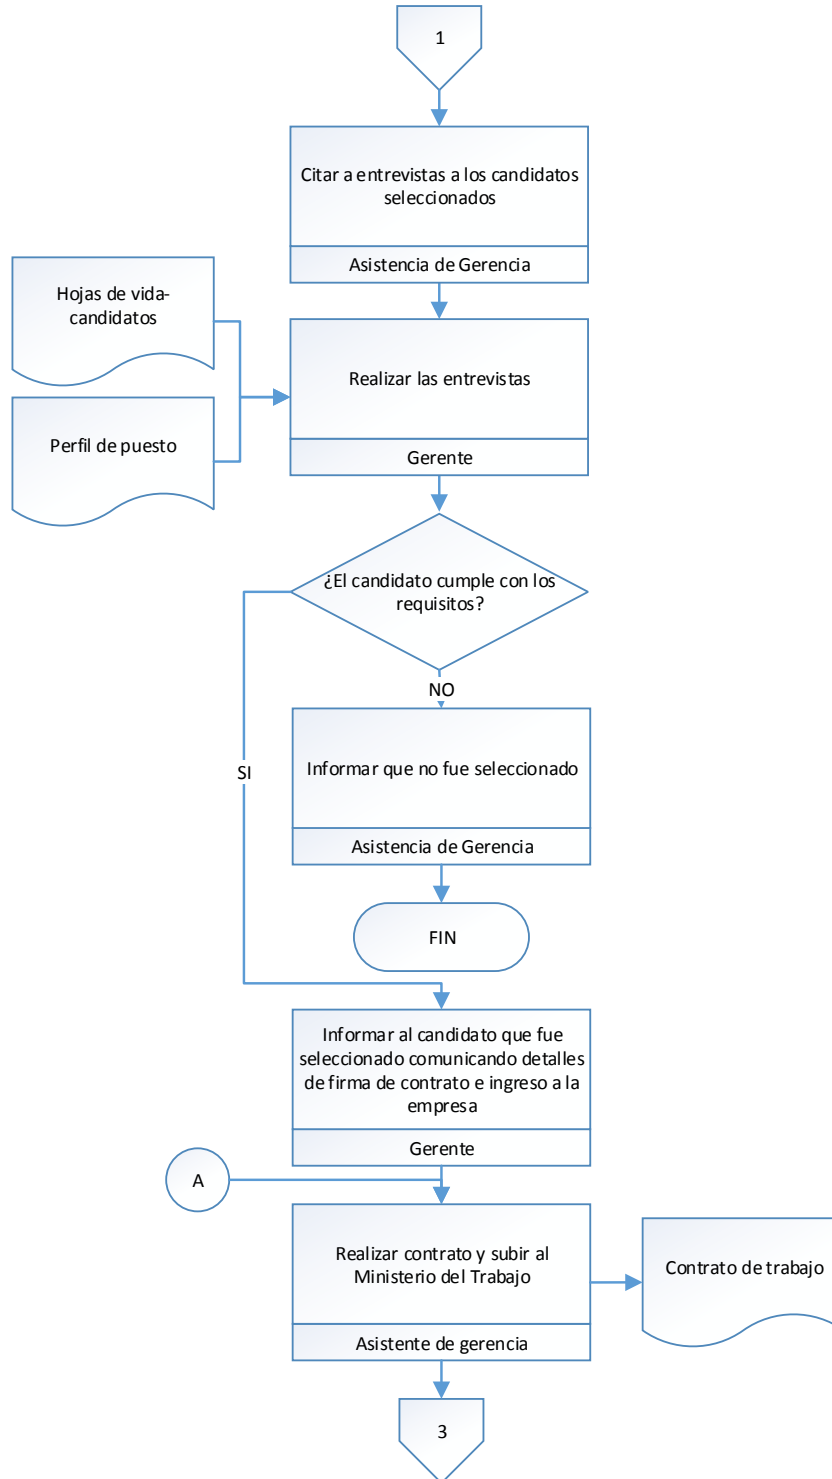 1
Citar a entrevistas a los candidatos
seleccionados
Asistencia de Gerencia
Hojas de vida-
candidatos
Realizar las entrevistas
Perfil de puesto
Gerente
¿El candidato cumple con los
requisitos?
NO
Informar que no fue seleccionado
SI
Asistencia de Gerencia
FIN
Informar al candidato que fue
seleccionado comunicando detalles
de firma de contrato e ingreso a la
empresa
Gerente
A
Realizar contrato y subir al
Ministerio del Trabajo
Contrato de trabajo
Asistente de gerencia
3